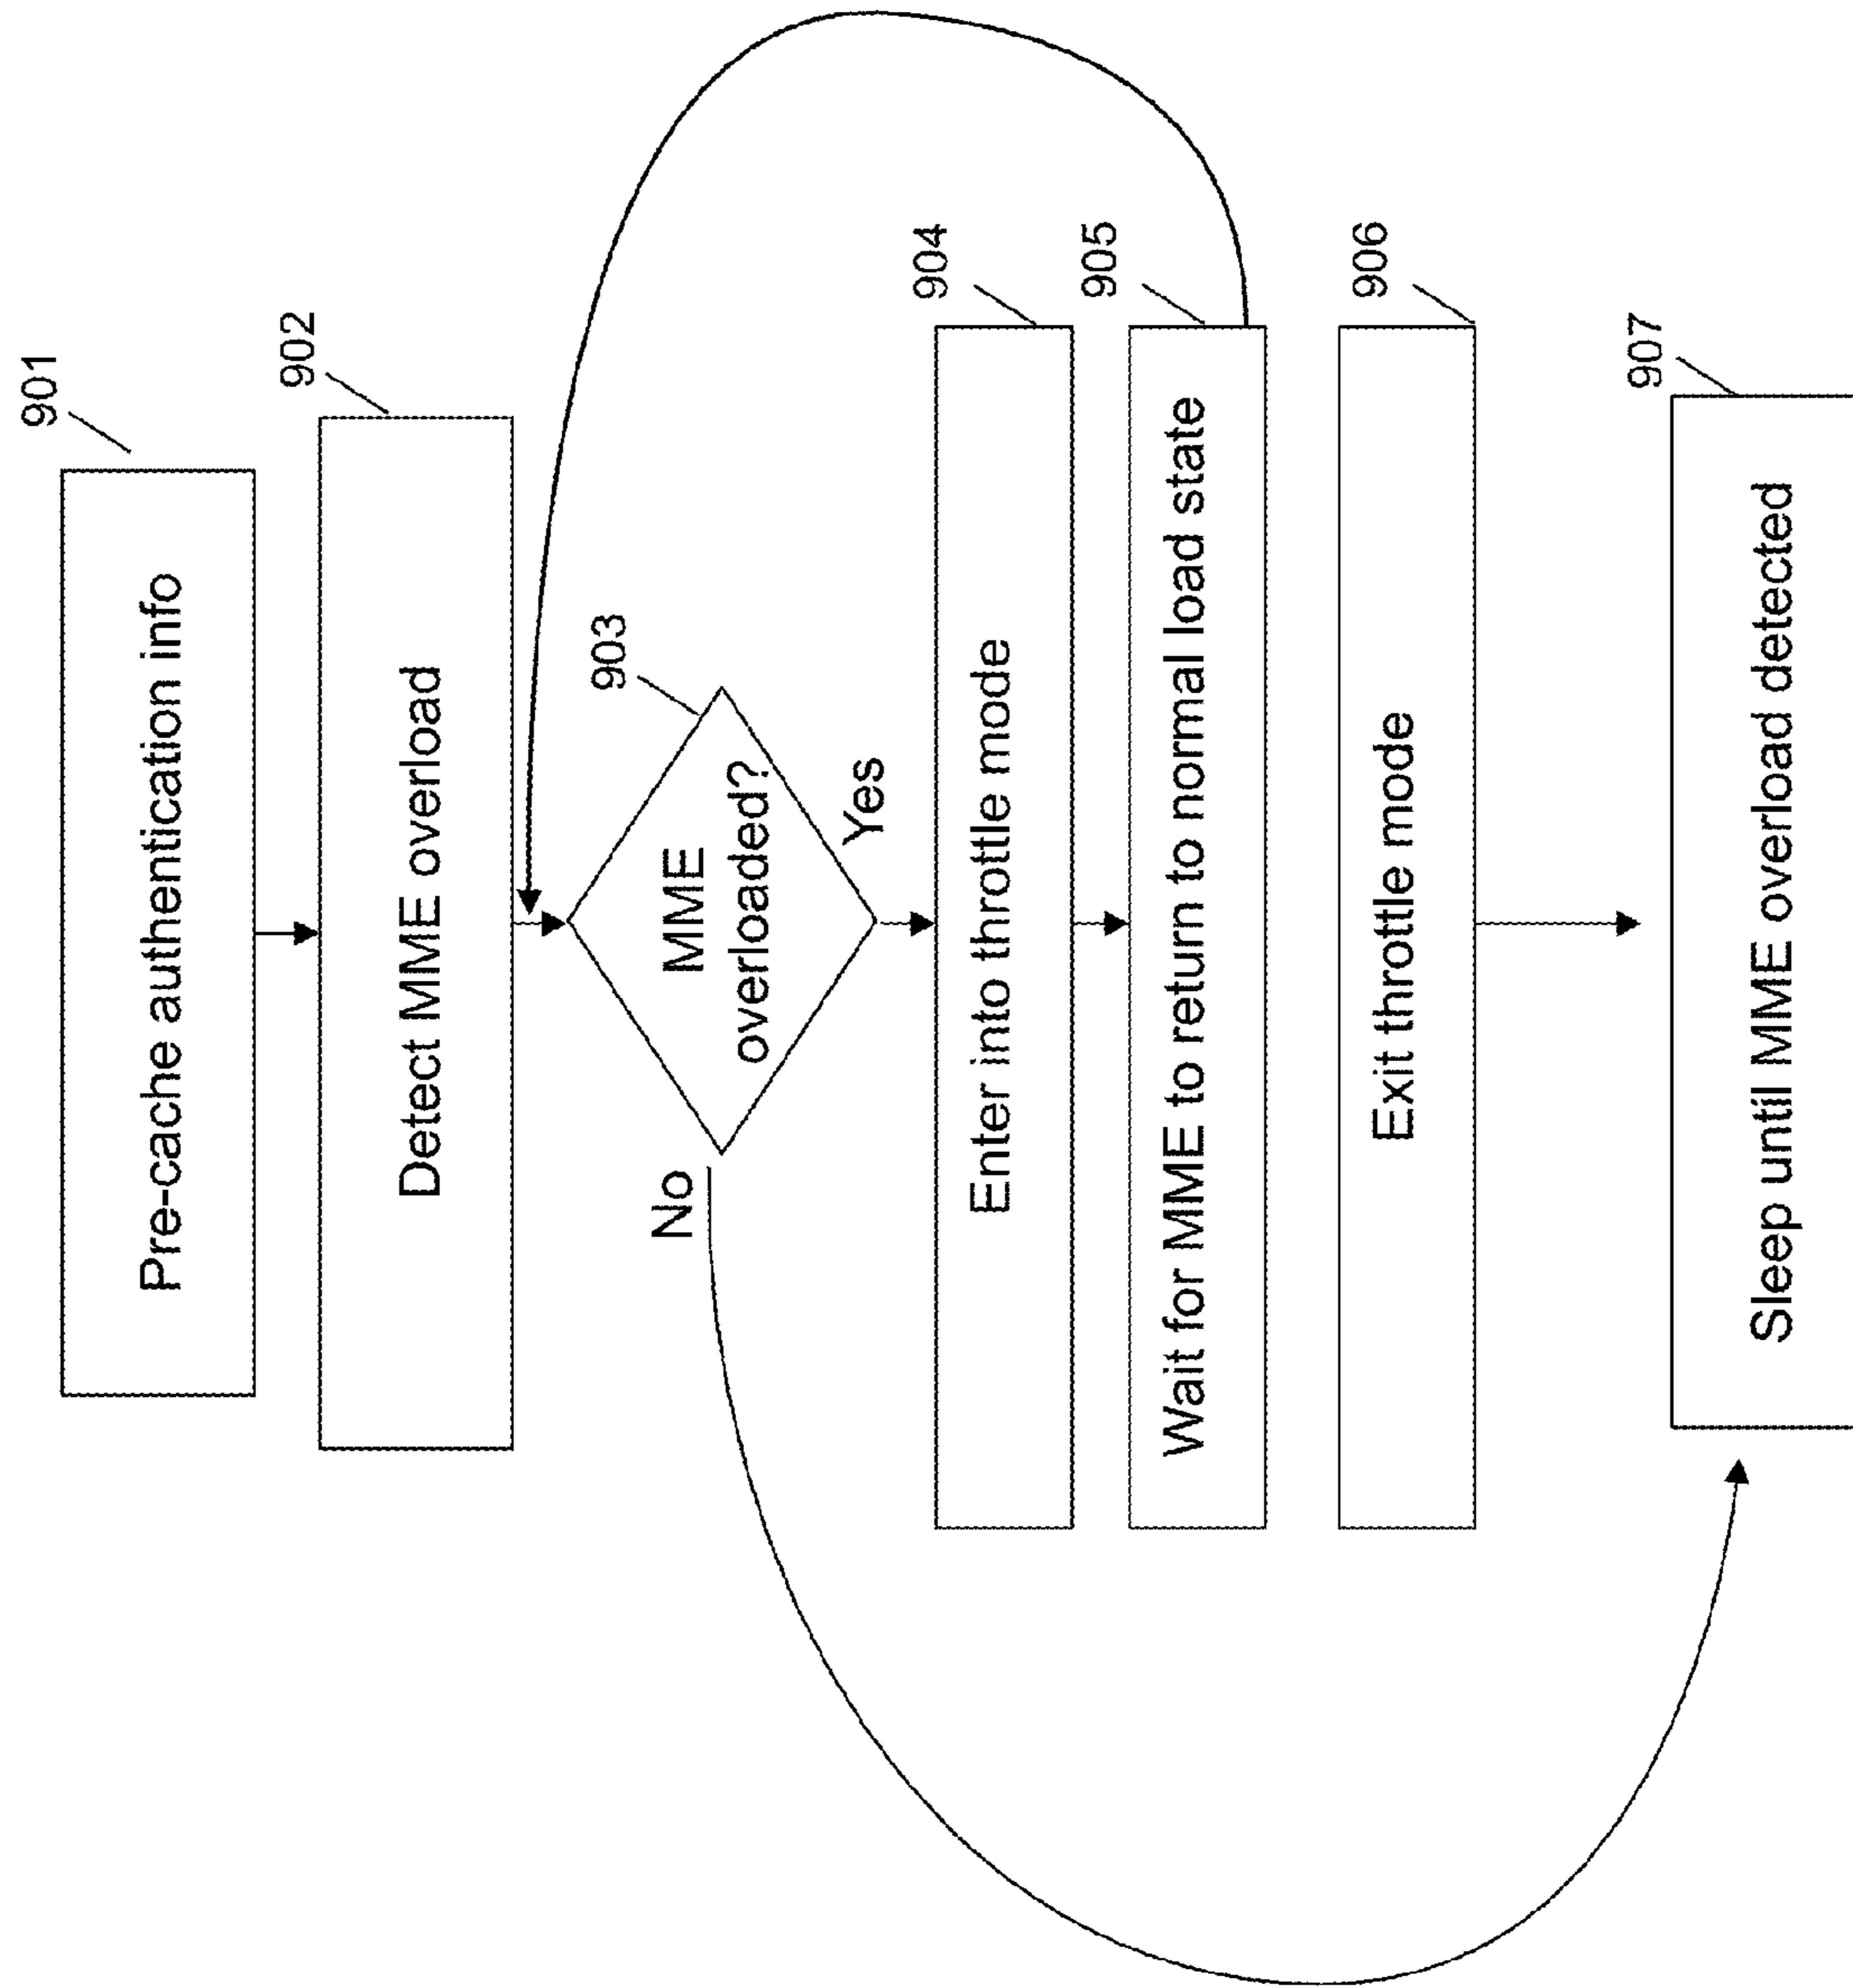 901
Pre-cache authentication info
902
Detect MME overload
903
MME
overloaded?
No
Yes
904
Enter into throttle mode
905
Wait for MME to return to normal load state
906
Exit throttle mode
907
Sleep until MME overload detected